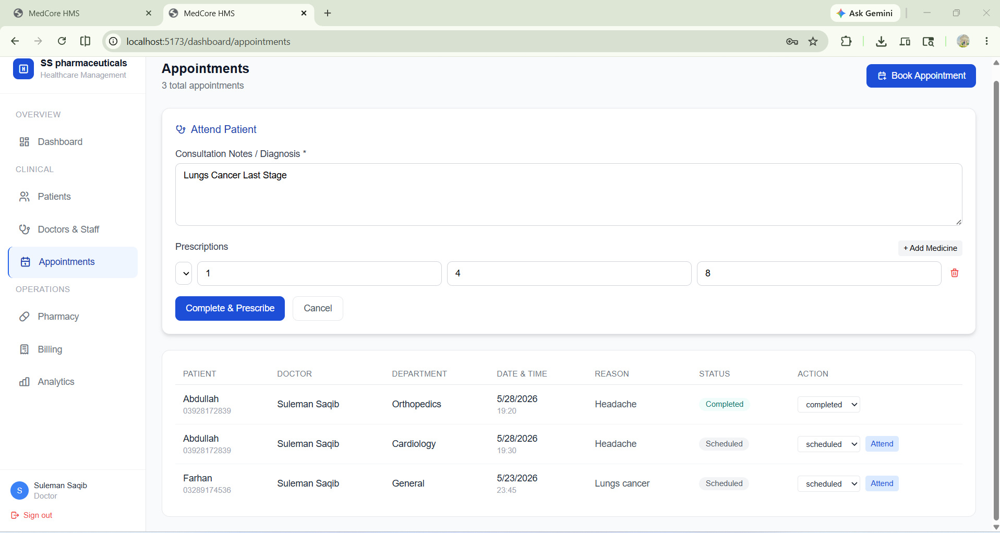 MedCore HMS
MedCore HMS
Ask Gemini
localhost:5173/dashboard/appointments
SS pharmaceuticals
Healthcare Management
OVERVIEW
Dashboard
CLINICAL
Patients
Doctors & Staff
Appointments
OPERATIONS
Pharmacy
Billing
Analytics
S
Suleman Saqib
Doctor
Sign out
Appointments
3 total appointments
Book Appointment
Attend Patient
Consultation Notes / Diagnosis *
Lungs Cancer Last Stage
Prescriptions
+ Add Medicine
1 4 8
Complete & Prescribe Cancel
PATIENT DOCTOR DEPARTMENT DATE & TIME REASON STATUS ACTION
Abdullah 03928172839 Suleman Saqib Orthopedics 5/28/2026 19:20 Headache Completed completed
Abdullah 03928172839 Suleman Saqib Cardiology 5/28/2026 19:30 Headache Scheduled scheduled Attend
Farhan 03289174536 Suleman Saqib General 5/23/2026 23:45 Lungs cancer Scheduled scheduled Attend